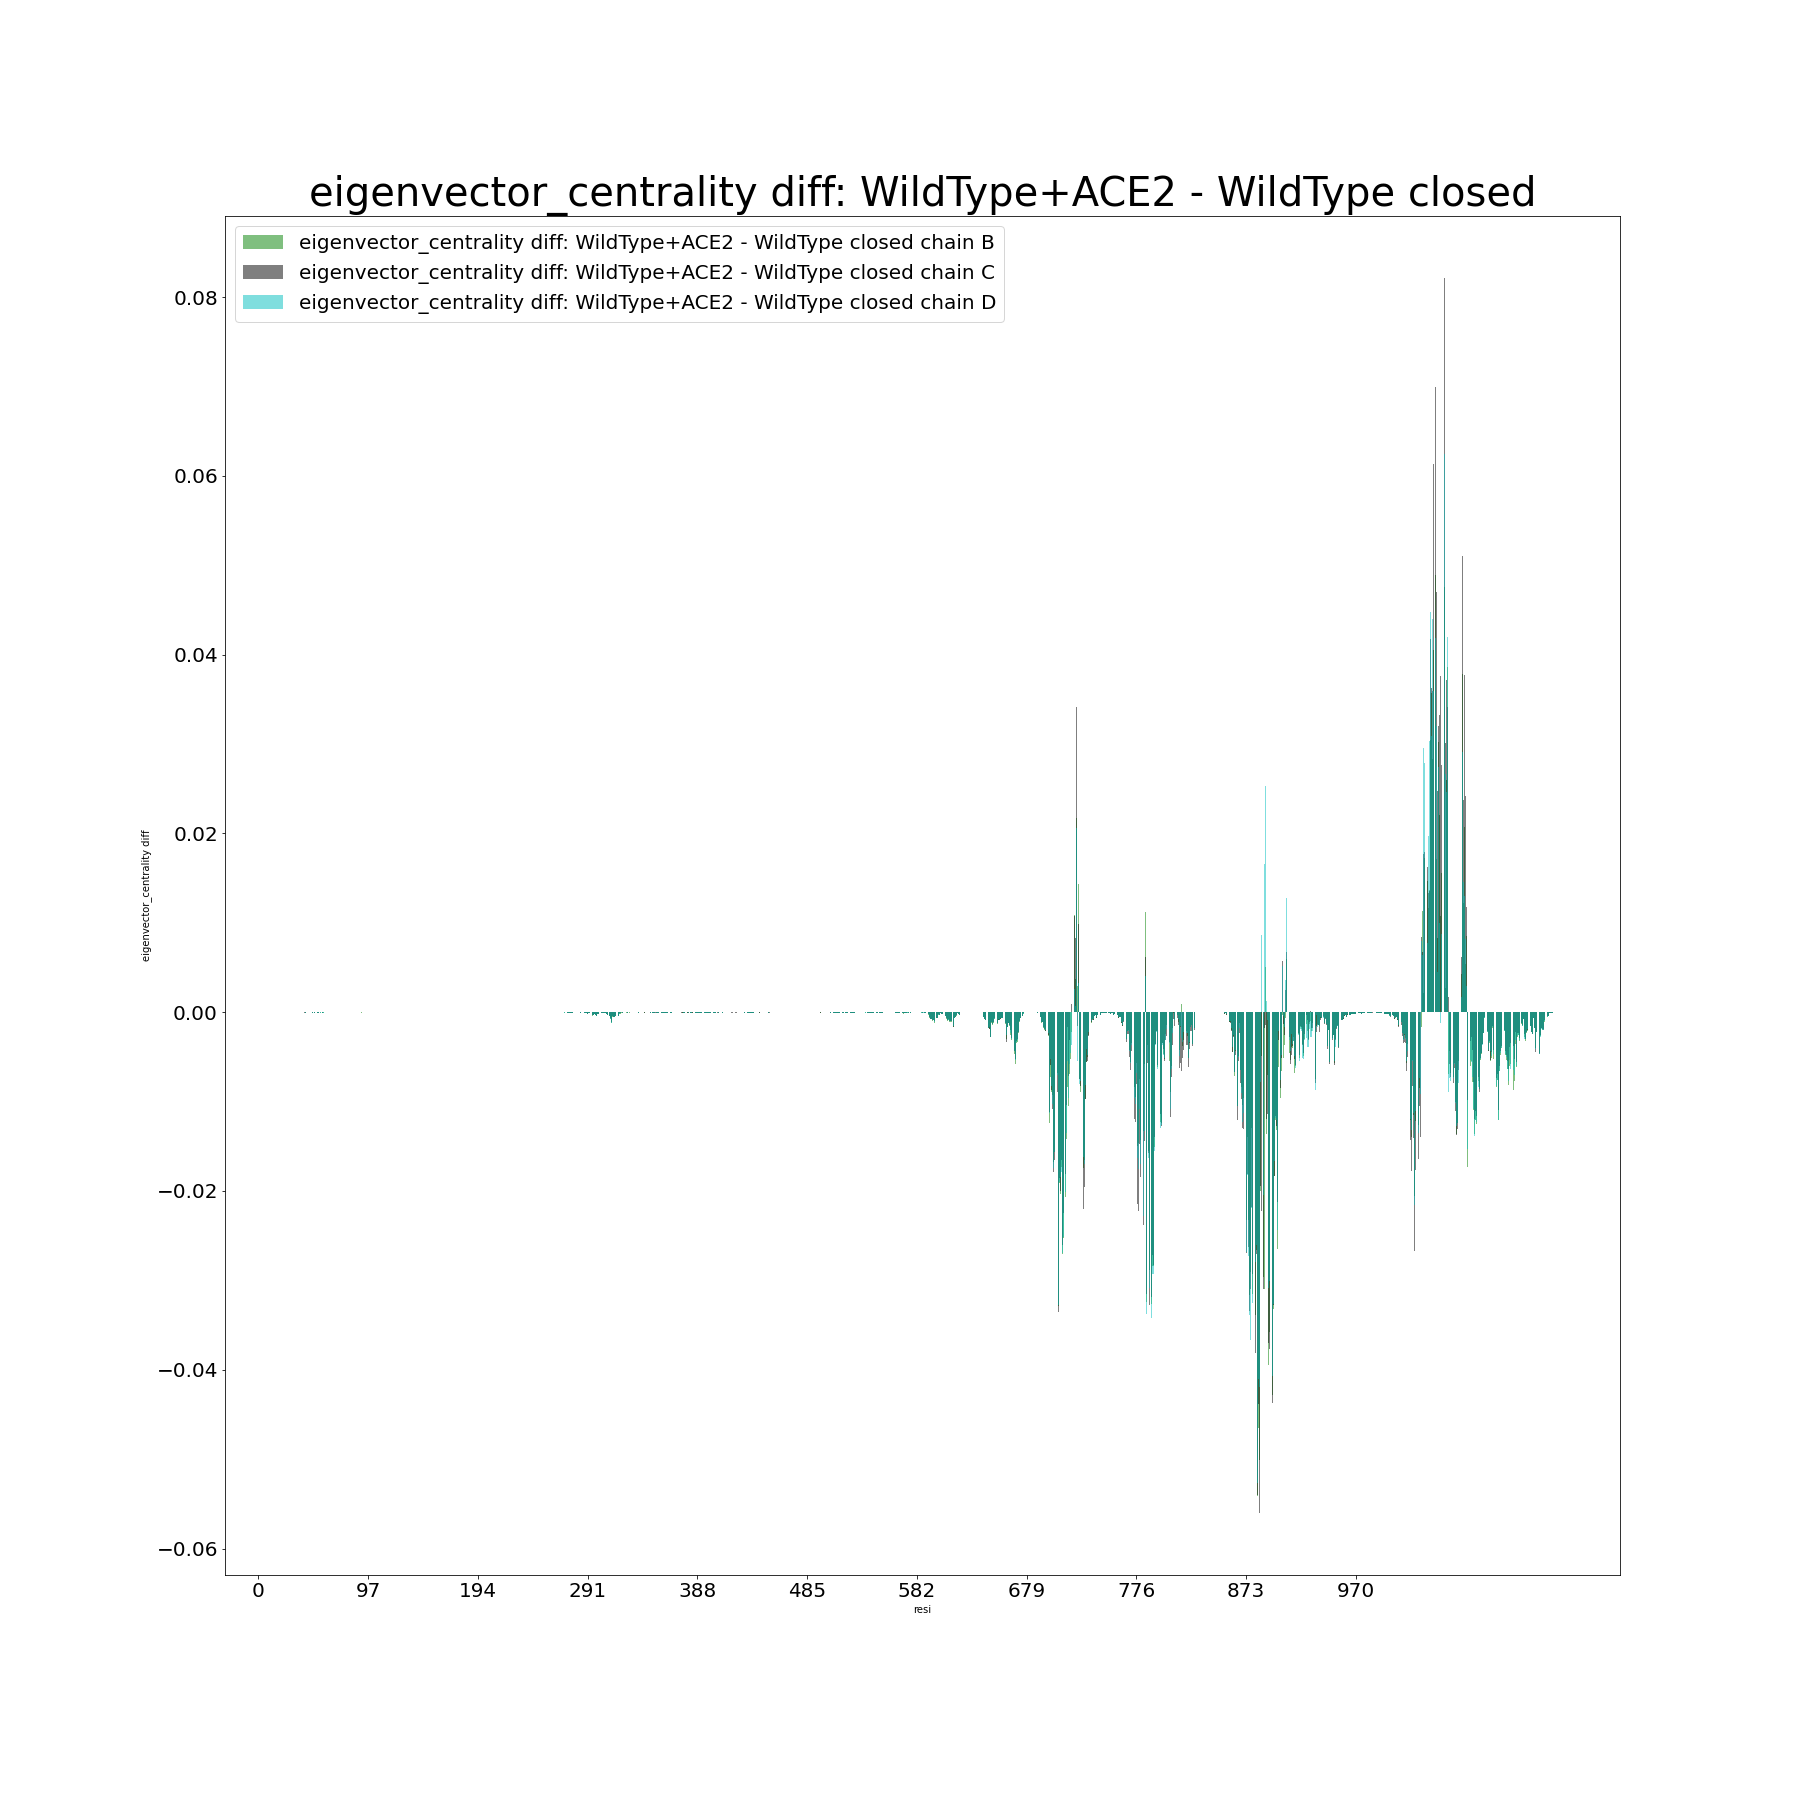 eigenvector_centrality diff: WildType+ACE2 - WildType closed
eigenvector_centrality diff: WildType+ACE2 - WildType closed chain B
eigenvector_centrality diff: WildType+ACE2 - WildType closed chain C
eigenvector_centrality diff: WildType+ACE2 - WildType closed chain D
0.08
0.06
0.04
0.02
0.00
−0.02
−0.04
−0.06
eigenvector_centrality diff
0 97 194 291 388 485 582 679 776 873 970
resi